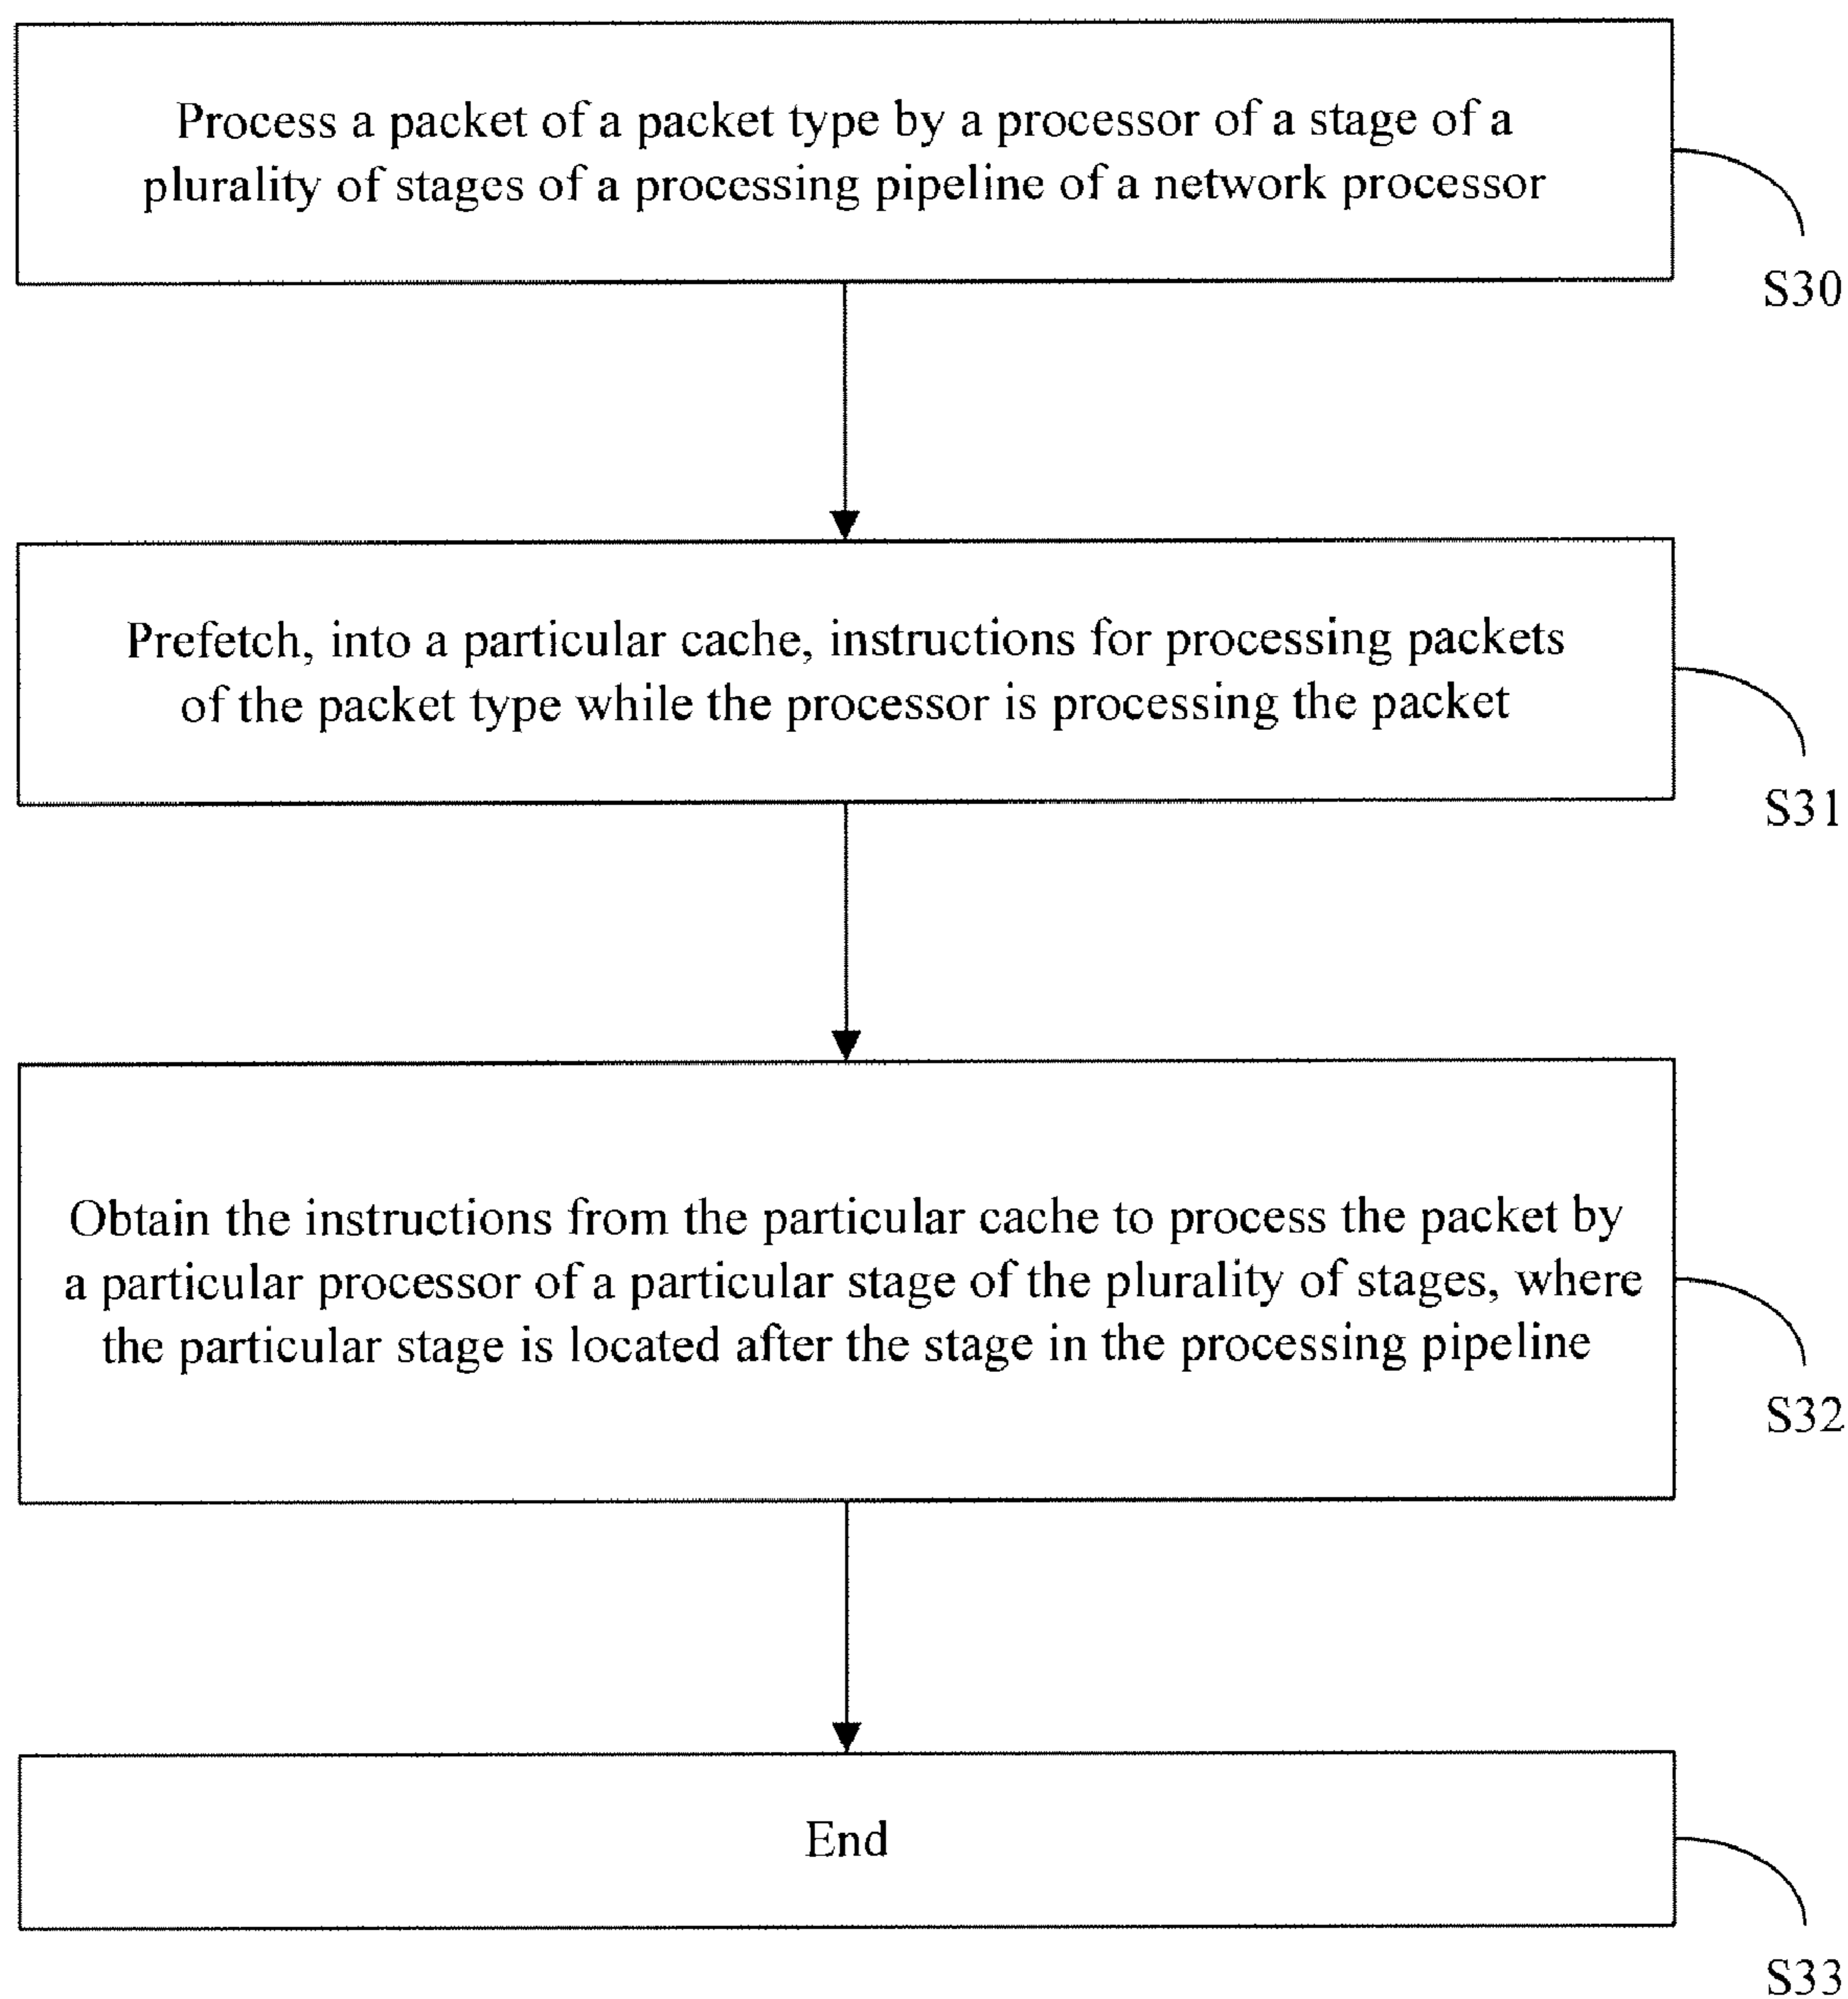 Process a packet of a packet type by a processor of a stage of a
plurality of stages of a processing pipeline of a network processor
S30
Prefetch, into a particular cache, instructions for processing packets
of the packet type while the processor is processing the packet
S31
Obtain the instructions from the particular cache to process the packet by
a particular processor of a particular stage of the plurality of stages, where
the particular stage is located after the stage in the processing pipeline
S32
End
S33